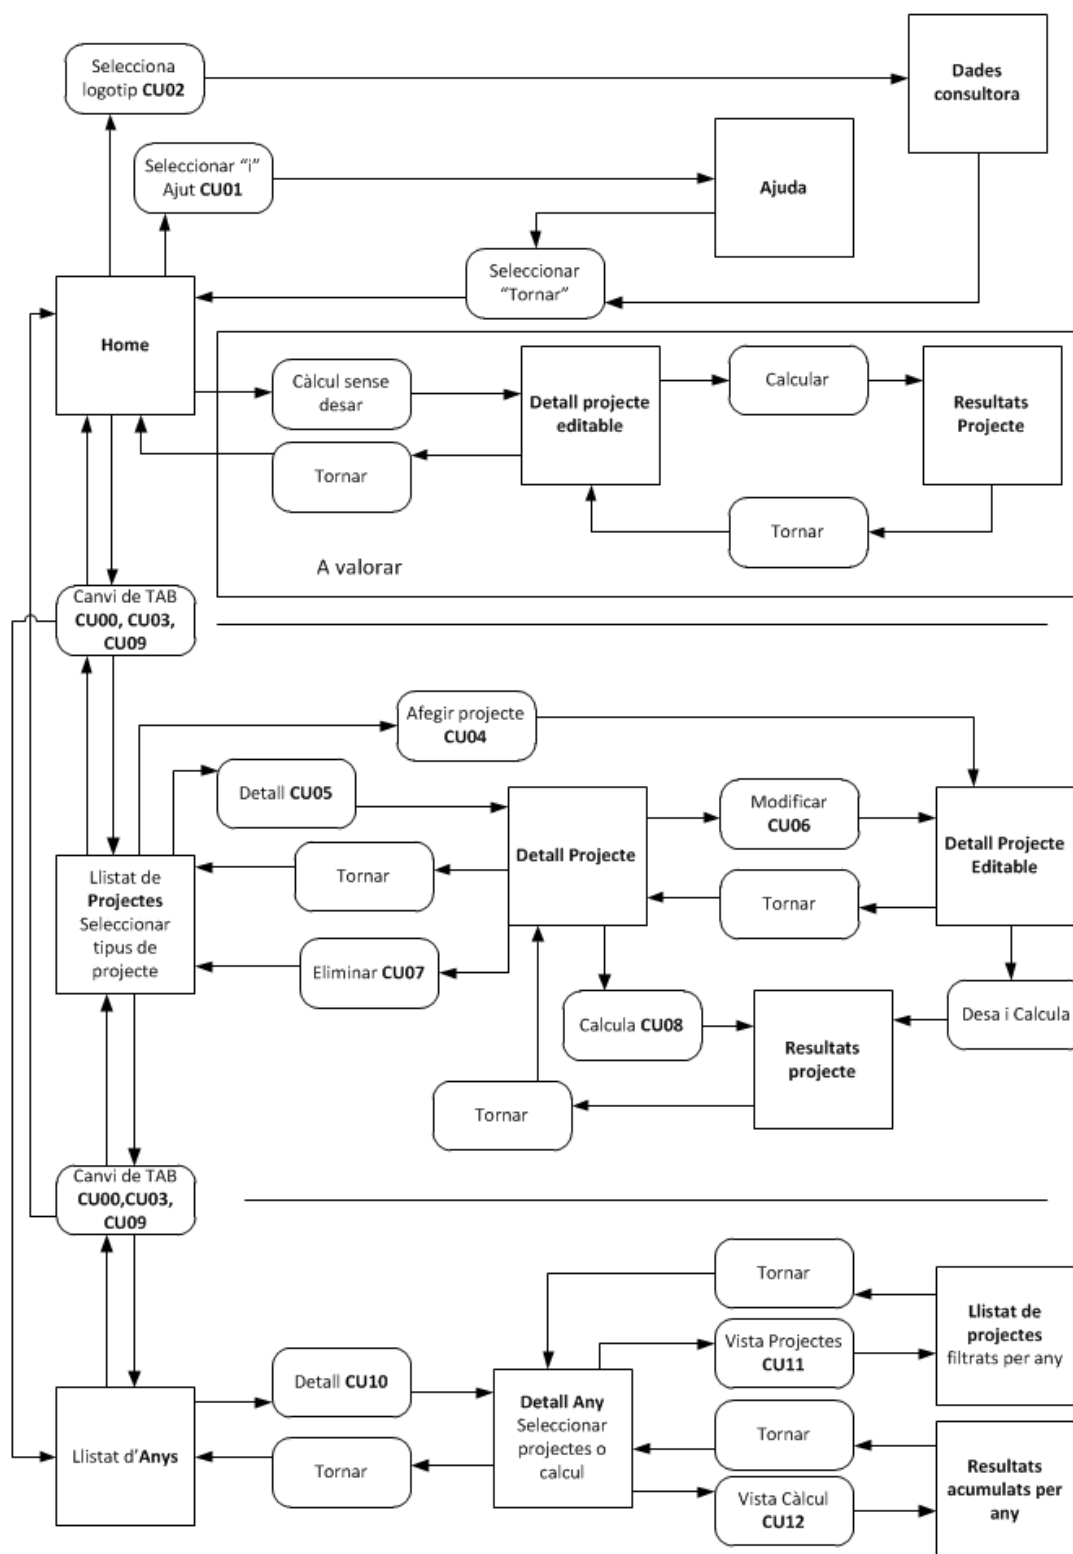 Selecciona
logotip CU02
Dades
consultora
Seleccionar “i”
Ajut CU01
Ajuda
Seleccionar
“Tornar”
Home
Càlcul sense
desar
Detall projecte
editable
Calcular
Resultats
Projecte
Tornar
Tornar
A valorar
Canvi de TAB
CU00, CU03,
CU09
Afegir projecte
CU04
Detall CU05
Modificar
CU06
Detall Projecte
Detall Projecte
Editable
Llistat de
Projectes
Seleccionar
tipus de
projecte
Tornar
Tornar
Eliminar CU07
Calcula CU08
Desa i Calcula
Resultats
projecte
Tornar
Canvi de TAB
CU00,CU03,
CU09
Tornar
Llistat de
projectes
filtrats per any
Vista Projectes
CU11
Detall CU10
Detall Any
Seleccionar
projectes o
calcul
Llistat d’Anys
Tornar
Tornar
Resultats
acumulats per
any
Vista Càlcul
CU12